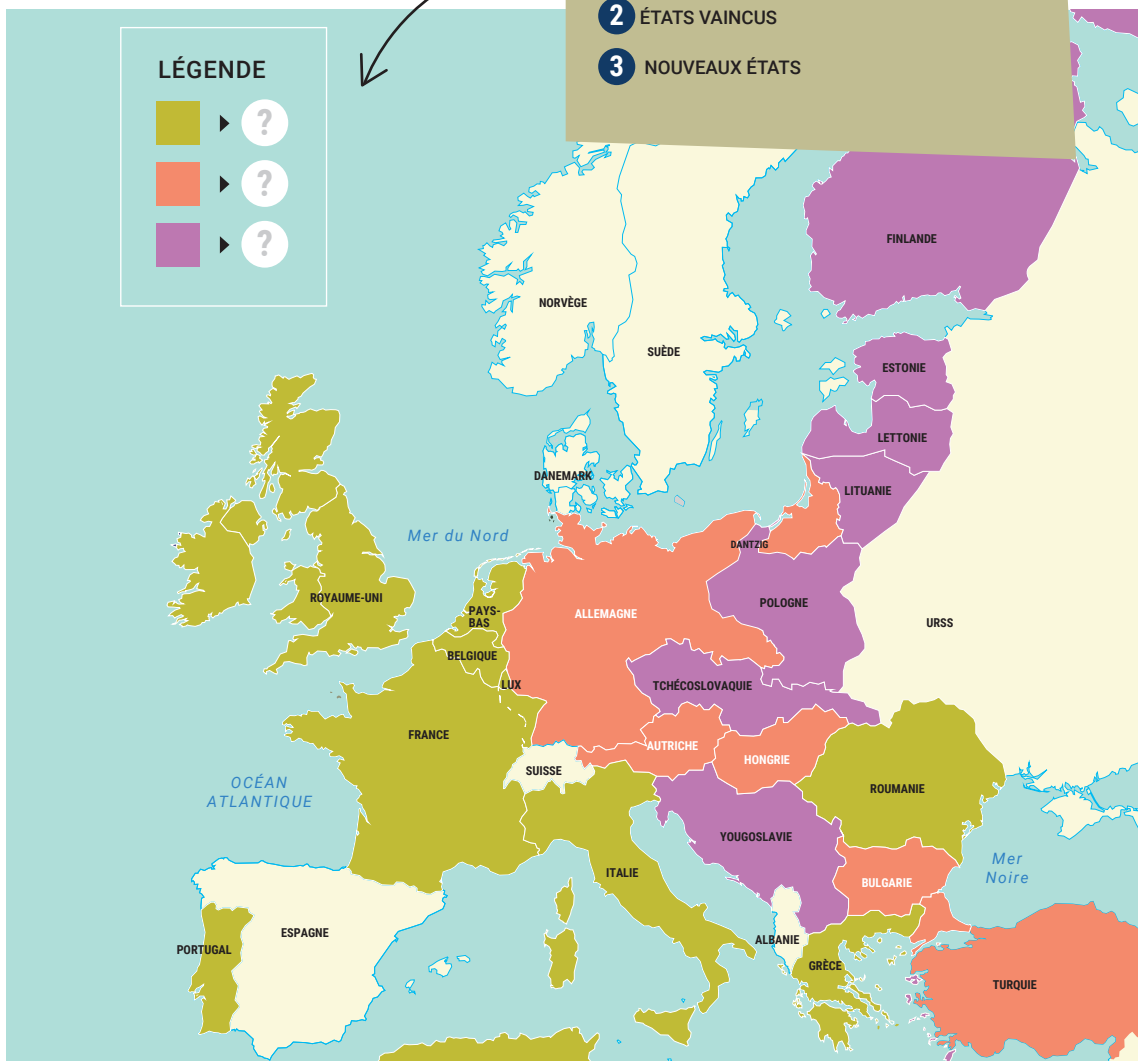 2 ÉTATS VAINCUS
3 NOUVEAUX ÉTATS
LÉGENDE
?
?
?
FINLANDE
NORVÈGE
SUÈDE
ESTONIE
LETTONIE
DANEMARK
LITUANIE
Mer du Nord
DANTZIG
ROYAUME-UNI
PAYS-
BAS
ALLEMAGNE
POLOGNE
URSS
BELGIQUE
LUX
TCHÉCOSLOVAQUIE
FRANCE
AUTRICHE
HONGRIE
SUISSE
OCÉAN
ATLANTIQUE
ROUMANIE
YOUGOSLAVIE
ITALIE
Mer
Noire
BULGARIE
ESPAGNE
PORTUGAL
ALBANIE
GRÈCE
TURQUIE